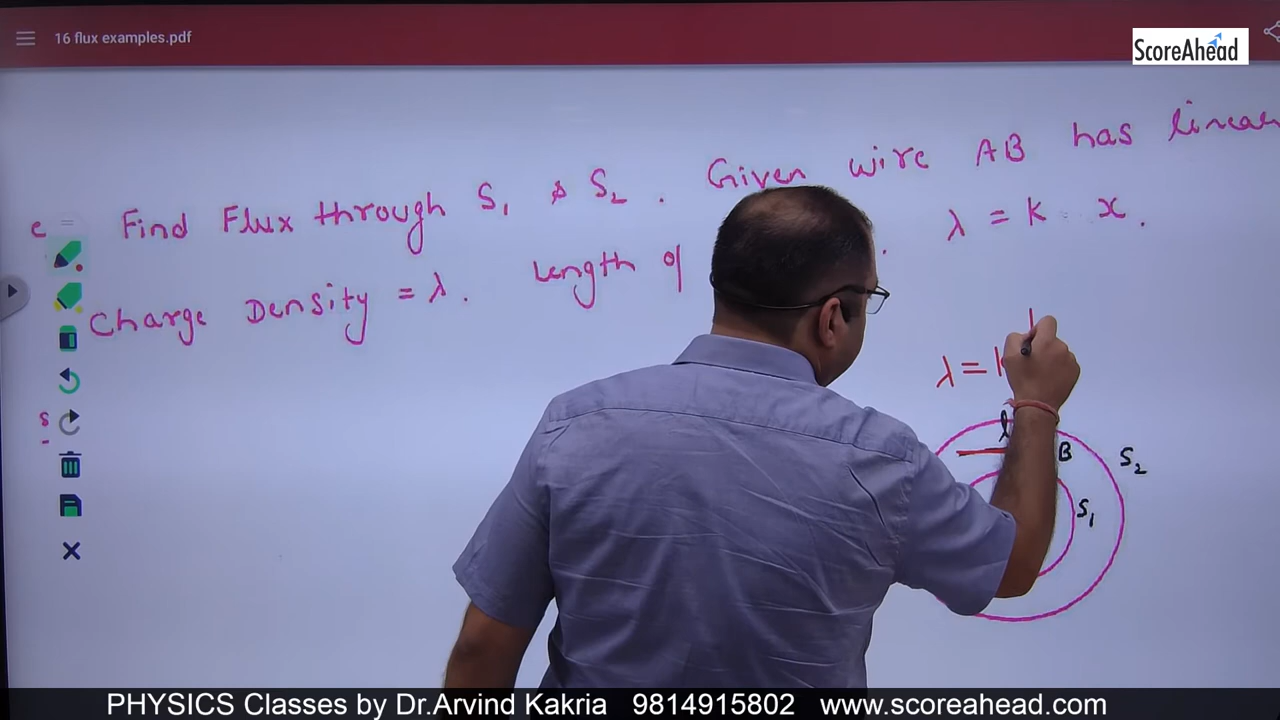 16 flux examples.pdf
ScoreAhead
e Find Flux through S₁ & S₂. Given wire AB has linear
Charge Density = λ. Length of λ = k x.
λ =
l
B
S₂
S₁
PHYSICS Classes by Dr.Arvind Kakria 9814915802 www.scoreahead.com